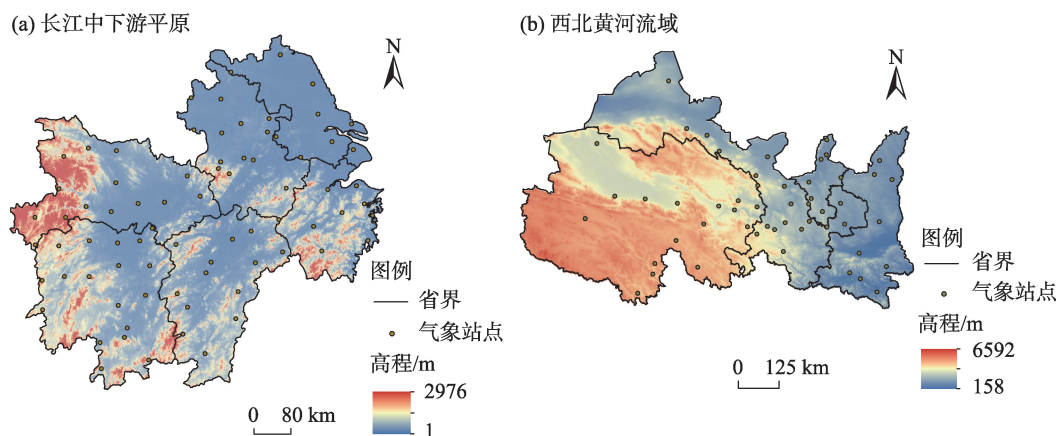 (a) 长江中下游平原
N
图例
省界
气象站点
高程/m
2976
1
0 80 km
(b) 西北黄河流域
N
图例
省界
气象站点
高程/m
6592
158
0 125 km